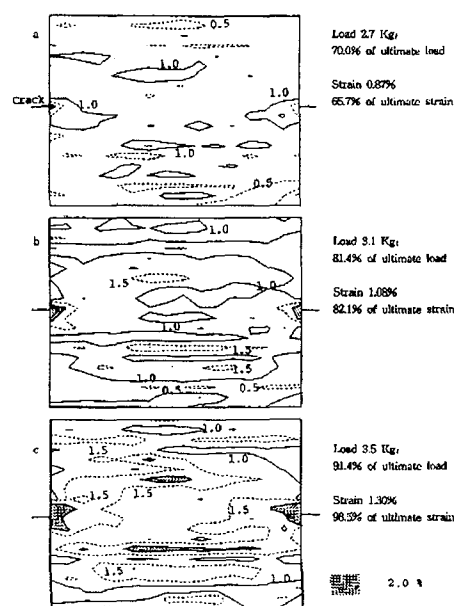 a
0.5
1.0
Crack
1.0
1.0
1.0
0.5
Load 2.7 Kgf
70.0% of ultimate load
Strain 0.87%
65.7% of ultimate strain
b
1.0
1.5
1.0
1.0
1.5
1.5
1.0
0.5
0.5
Load 3.1 Kgf
81.4% of ultimate load
Strain 1.08%
82.1% of ultimate strain
c
1.0
1.5
1.0
1.5
1.5
1.5
1.5
1.0
Load 3.5 Kgf
91.4% of ultimate load
Strain 1.30%
98.5% of ultimate strain
2.0 %